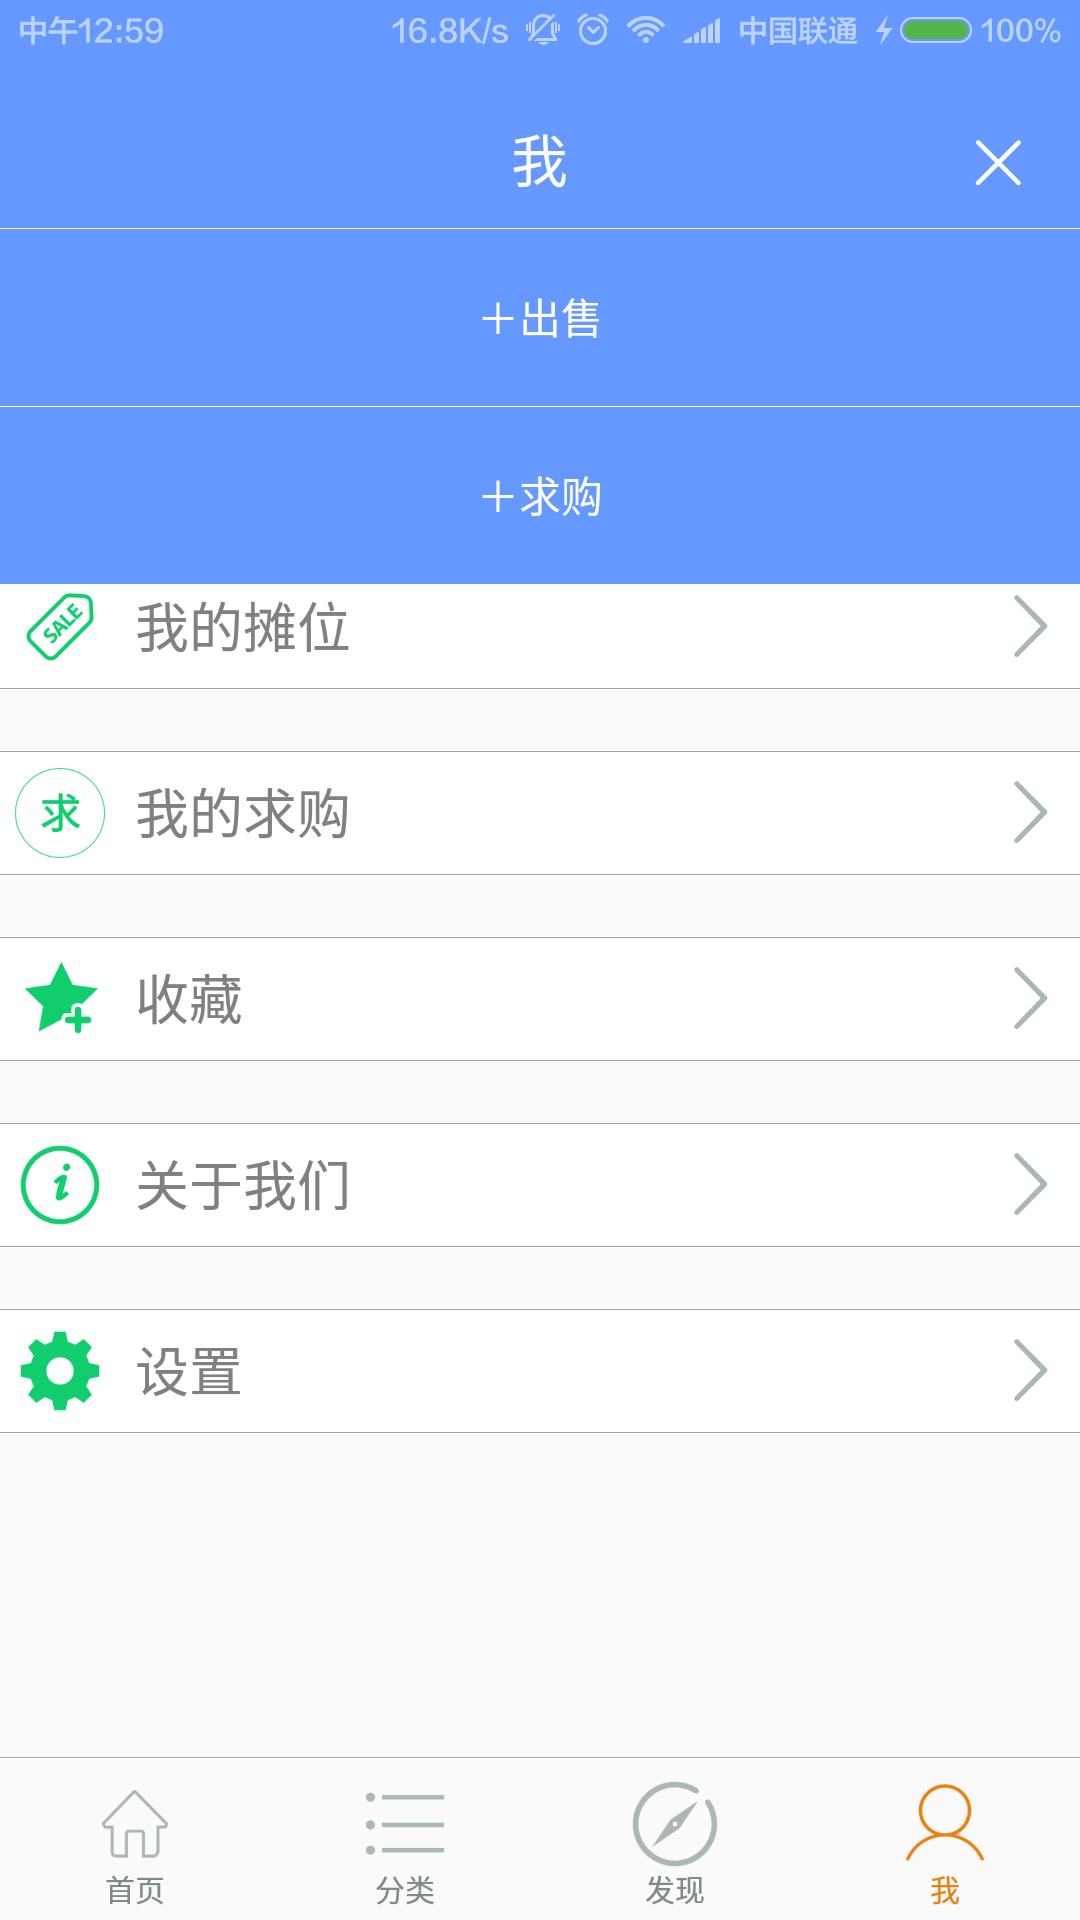 中午12:59 16.8K/s 中国联通 100%
我
+出售
+求购
SALE 我的摊位
求 我的求购
收藏
i 关于我们
设置
首页 分类 发现 我